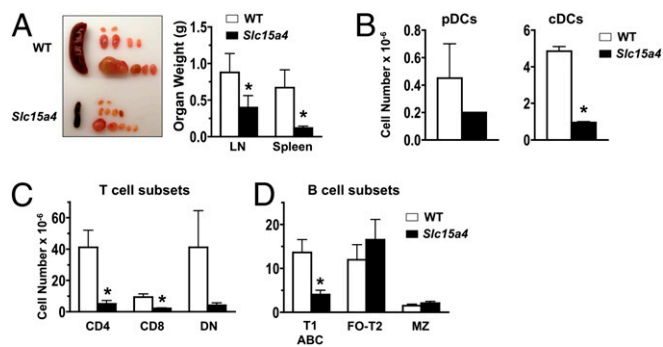 A
WT
Slc15a4
WT
Slc15a4
Organ Weight (g)
1.5
1.0
0.5
0.0
*
*
LN Spleen
B
WT
Slc15a4
pDCs
cDCs
Cell Number x 10⁻⁶
0.8
0.6
0.4
0.2
0.0
6
4
2
0
*
C
T cell subsets
Cell Number x 10⁻⁶
60
40
20
0
*
*
CD4 CD8 DN
D
B cell subsets
WT
Slc15a4
20
10
0
*
T1 FO-T2 MZ
ABC